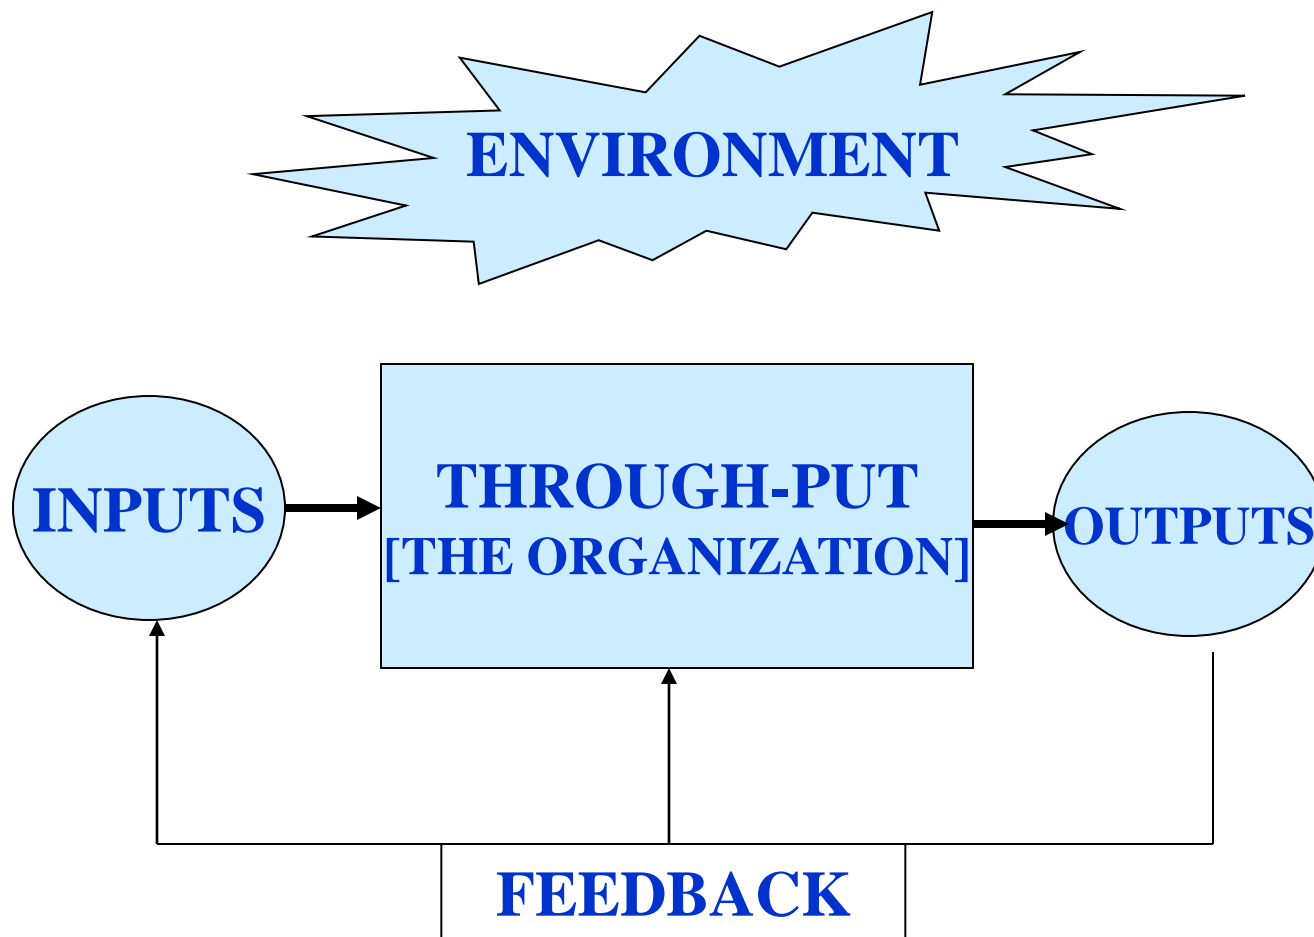 ENVIRONMENT
INPUTS
THROUGH-PUT
[THE ORGANIZATION]
OUTPUTS
FEEDBACK